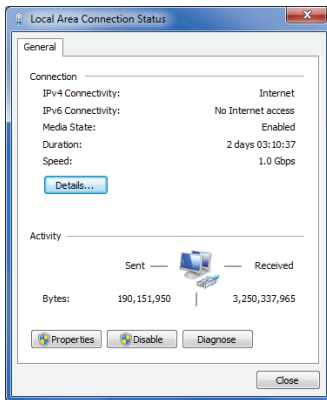 Local Area Connection Status
General
Connection
IPv4 Connectivity: Internet
IPv6 Connectivity: No Internet access
Media State: Enabled
Duration: 2 days 03:10:37
Speed: 1.0 Gbps
Details...
Activity
Sent Received
Bytes: 190,151,950 3,250,337,965
Properties Disable Diagnose
Close